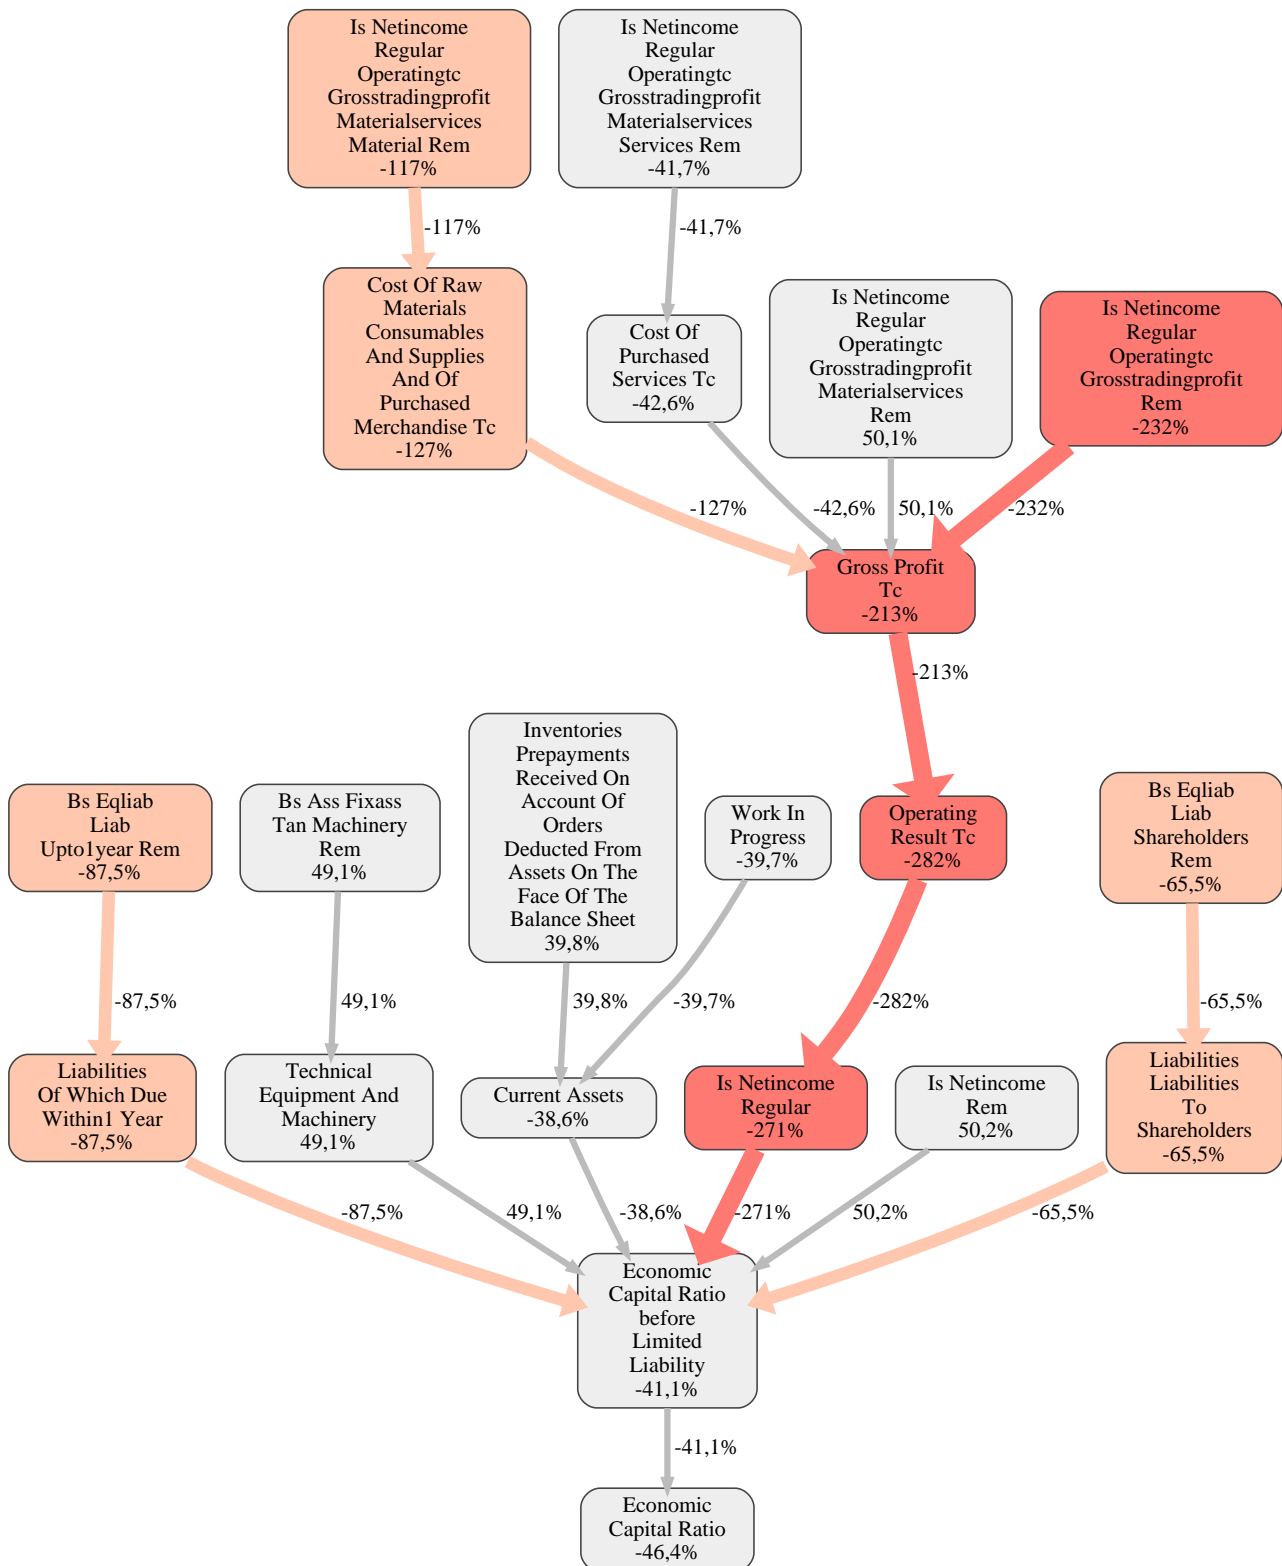 Is Netincome
Regular
Operatingtc
Grosstradingprofit
Materialservices
Material Rem
-117%
Is Netincome
Regular
Operatingtc
Grosstradingprofit
Materialservices
Services Rem
-41,7%
-117%
-41,7%
Cost Of Raw
Materials
Consumables
And Supplies
And Of
Purchased
Merchandise Tc
-127%
Cost Of
Purchased
Services Tc
-42,6%
Is Netincome
Regular
Operatingtc
Grosstradingprofit
Materialservices
Rem
50,1%
Is Netincome
Regular
Operatingtc
Grosstradingprofit
Rem
-232%
-127%
-42,6%
50,1%
-232%
Gross Profit
Tc
-213%
-213%
Bs Eqliab
Liab
Upto1year Rem
-87,5%
Bs Ass Fixass
Tan Machinery
Rem
49,1%
Inventories
Prepayments
Received On
Account Of
Orders
Deducted From
Assets On The
Face Of The
Balance Sheet
39,8%
Work In
Progress
-39,7%
Operating
Result Tc
-282%
Bs Eqliab
Liab
Shareholders
Rem
-65,5%
-87,5%
49,1%
39,8%
-39,7%
-282%
-65,5%
Liabilities
Of Which Due
Within1 Year
-87,5%
Technical
Equipment And
Machinery
49,1%
Current Assets
-38,6%
Is Netincome
Regular
-271%
Is Netincome
Rem
50,2%
Liabilities
Liabilities
To
Shareholders
-65,5%
-87,5%
49,1%
-38,6%
-271%
50,2%
-65,5%
Economic
Capital Ratio
before
Limited
Liability
-41,1%
-41,1%
Economic
Capital Ratio
-46,4%